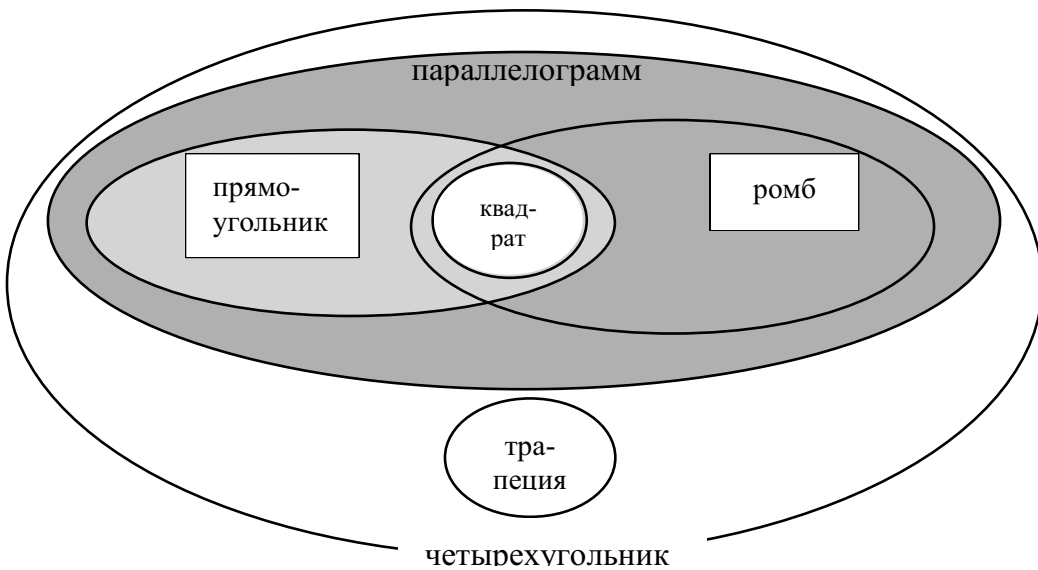 параллелограмм
прямо-
угольник
квад-
рат
ромб
тра-
пеция
четырехугольник